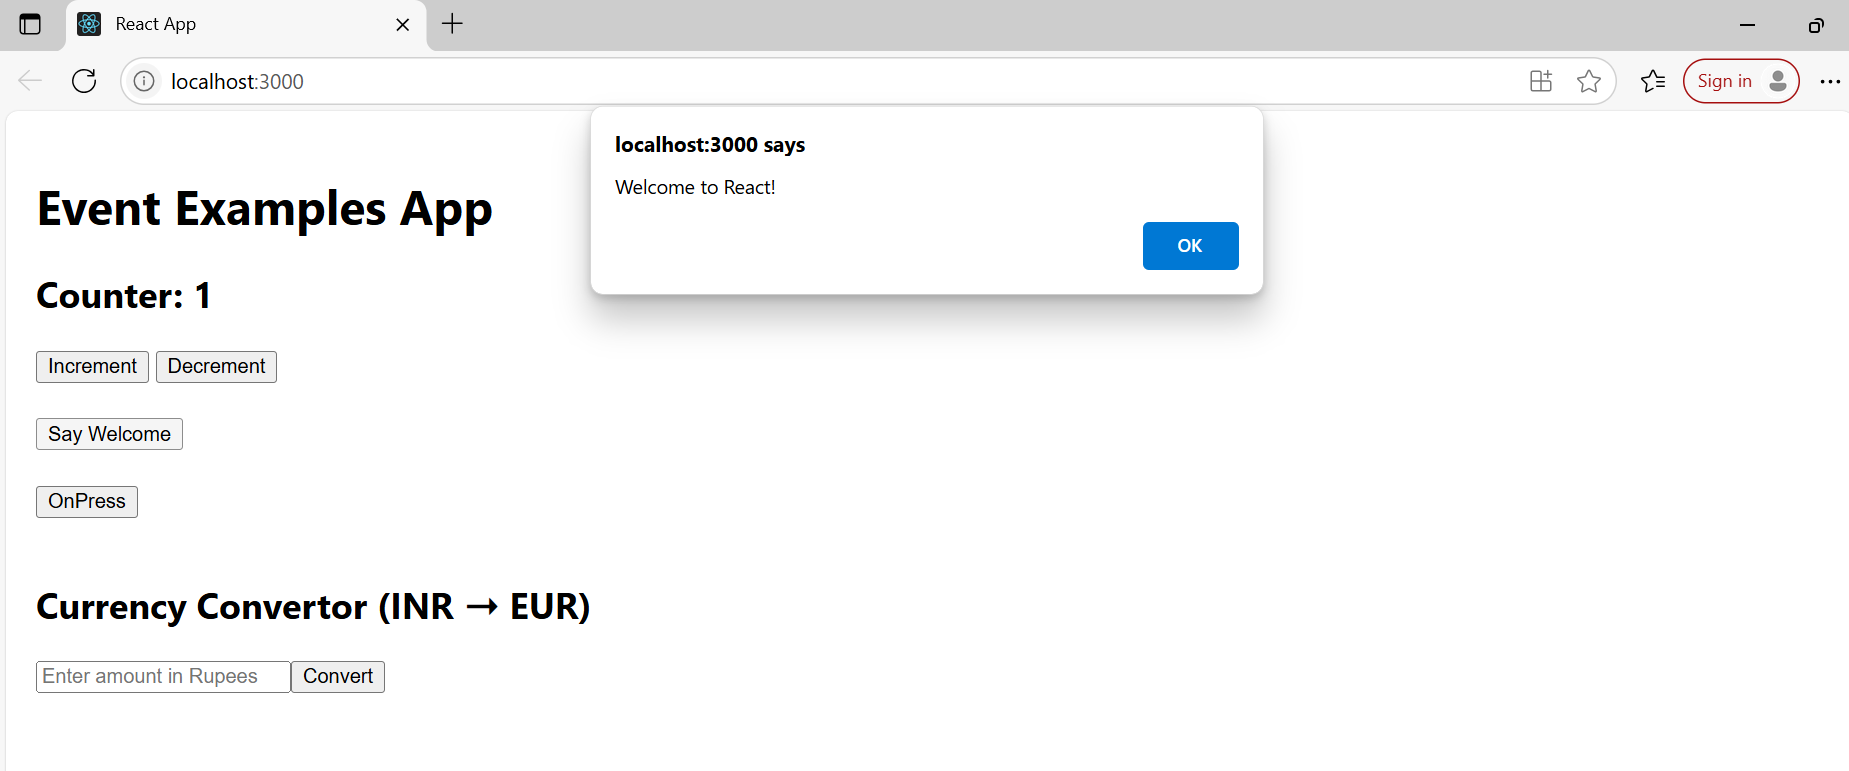 React App
localhost:3000
Sign in
localhost:3000 says
Welcome to React!
OK
Event Examples App
Counter: 1
Increment Decrement
Say Welcome
OnPress
Currency Convertor (INR → EUR)
Enter amount in Rupees Convert